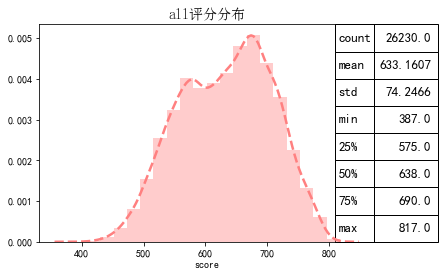 all评分分布
0.005
0.004
0.003
0.002
0.001
0.000
400
500
600
700
800
score
count 26230.0
mean 633.1607
std 74.2466
min 387.0
25% 575.0
50% 638.0
75% 690.0
max 817.0